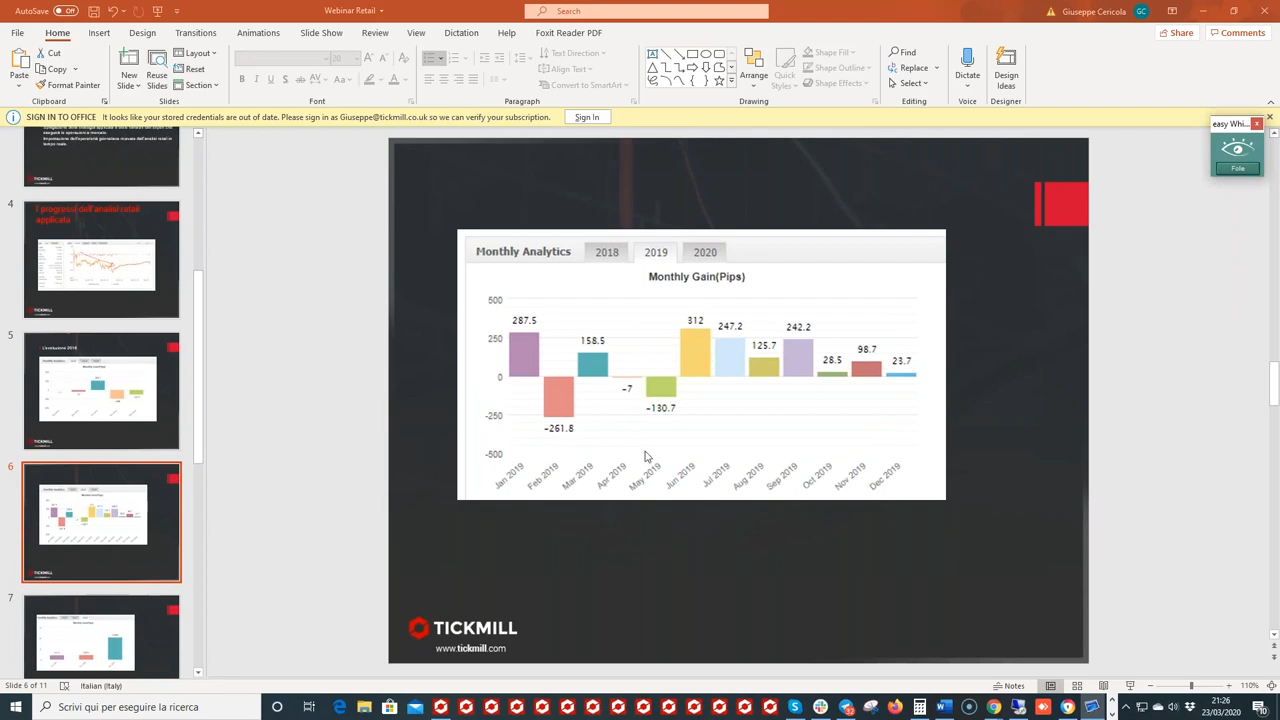 AutoSave Off
Webinar Retail
Search
Giuseppe Cericola GC
File Home Insert Design Transitions Animations Slide Show Review View Dictation Help Foxit Reader PDF
Share Comments
Paste
Cut
Copy
Format Painter
Clipboard
New Slide
Reuse Slides
Layout
Reset
Section
Slides
20
Font
Text Direction
Align Text
Convert to SmartArt
Paragraph
Arrange
Quick Styles
Shape Fill
Shape Outline
Shape Effects
Drawing
Find
Replace
Select
Editing
Dictate
Voice
Design Ideas
Designer
SIGN IN TO OFFICE It looks like your stored credentials are out of date. Please sign in as Giuseppe@tickmill.co.uk so we can verify your subscription. Sign In
easy Whi...
Folie
TICKMILL
4
I progressi dell'analisi retail
applicata
TICKMILL
5
L'evoluzione 2018
TICKMILL
6
TICKMILL
7
Monthly Analytics 2018 2019 2020
Monthly Gain(Pips)
500
250
0
-250
-500
287.5
-261.8
158.5
-7
-130.7
312
247.2
125.7
242.2
28.5
98.7
23.7
2019
Feb 2019
Mar 2019
Apr 2019
May 2019
Jun 2019
Jul 2019
2019
2019
Oct 2019
Nov 2019
Dec 2019
TICKMILL
www.tickmill.com
Slide 6 of 11 Italian (Italy)
Notes
110%
Scrivi qui per eseguire la ricerca
21:26
23/03/2020